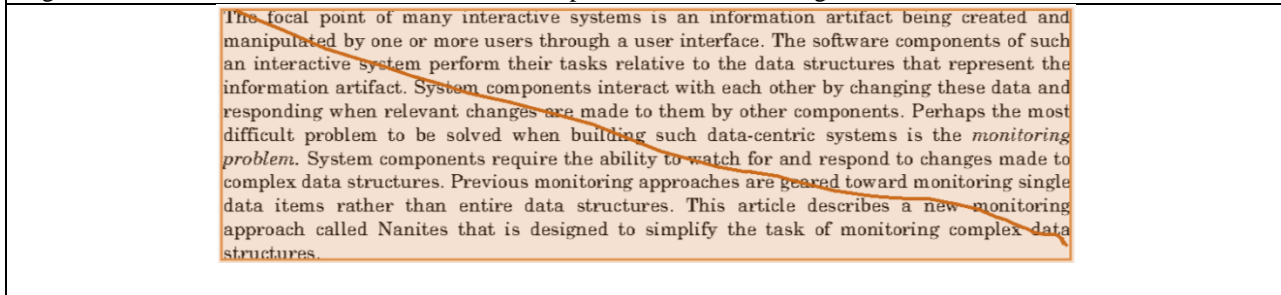 The focal point of many interactive systems is an information artifact being created and
manipulated by one or more users through a user interface. The software components of such
an interactive system perform their tasks relative to the data structures that represent the
information artifact. System components interact with each other by changing these data and
responding when relevant changes are made to them by other components. Perhaps the most
difficult problem to be solved when building such data-centric systems is the monitoring
problem. System components require the ability to watch for and respond to changes made to
complex data structures. Previous monitoring approaches are geared toward monitoring single
data items rather than entire data structures. This article describes a new monitoring
approach called Nanites that is designed to simplify the task of monitoring complex data
structures.